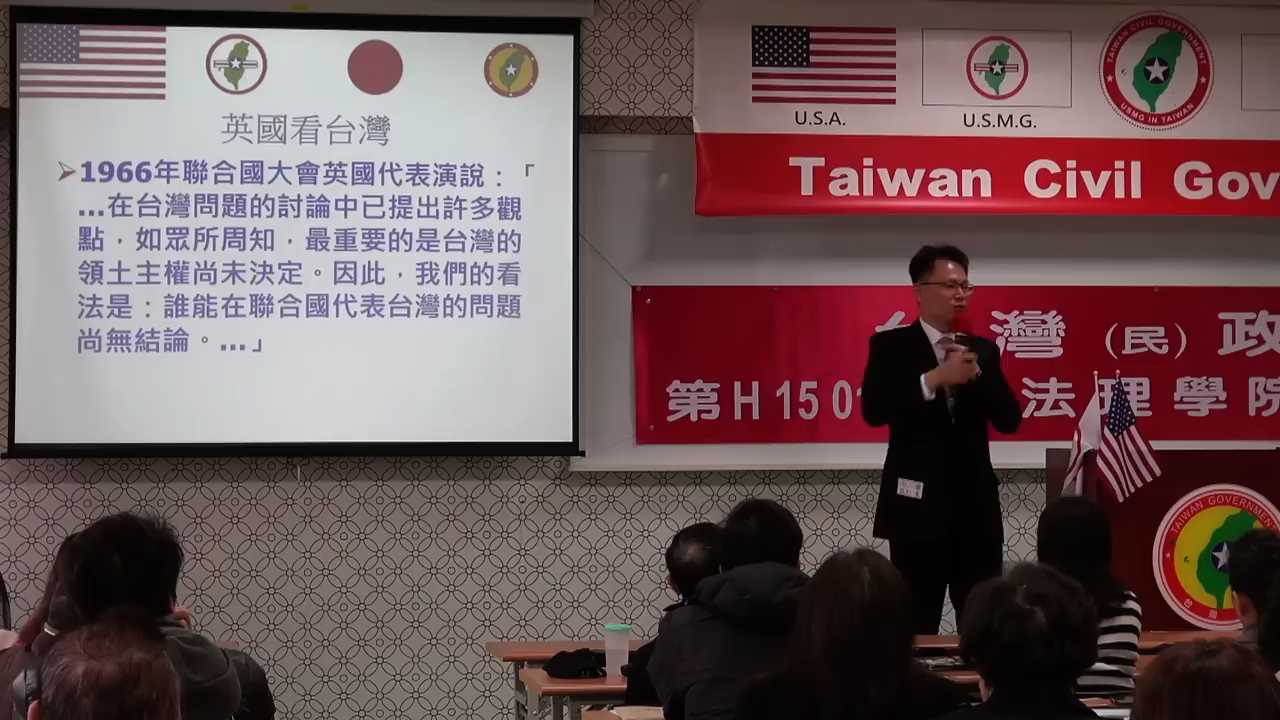 英國看台灣
➢1966年聯合國大會英國代表演說：「
…在台灣問題的討論中已提出許多觀
點，如眾所周知，最重要的是台灣的
領土主權尚未決定。因此，我們的看
法是：誰能在聯合國代表台灣的問題
尚無結論。…」
U.S.A.
U.S.M.G.
TAIWAN CIVIL GOVERNMENT
USMG IN TAIWAN
Taiwan Civil Gov
灣（民）政
第H 15 0
法理學院
TAIWAN GOVERNMENT